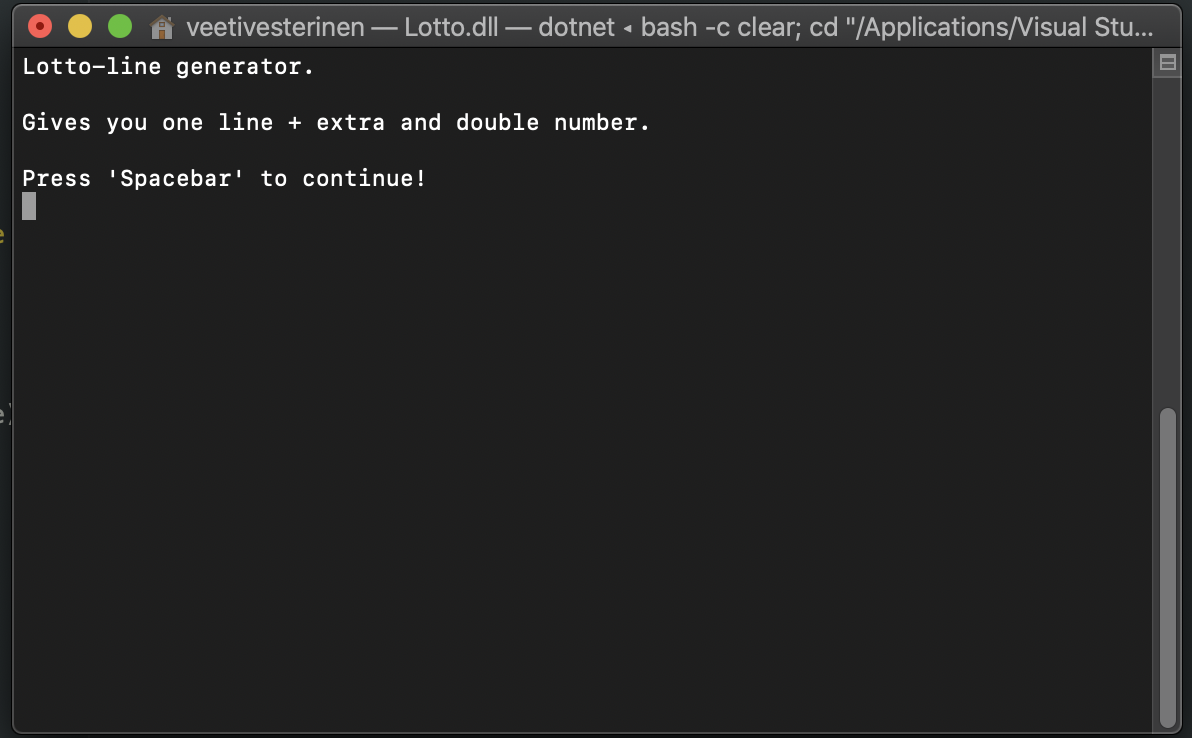 veetivesterinen — Lotto.dll — dotnet ◂ bash -c clear; cd "/Applications/Visual Stu...
Lotto-line generator.
Gives you one line + extra and double number.
Press 'Spacebar' to continue!
e
e)